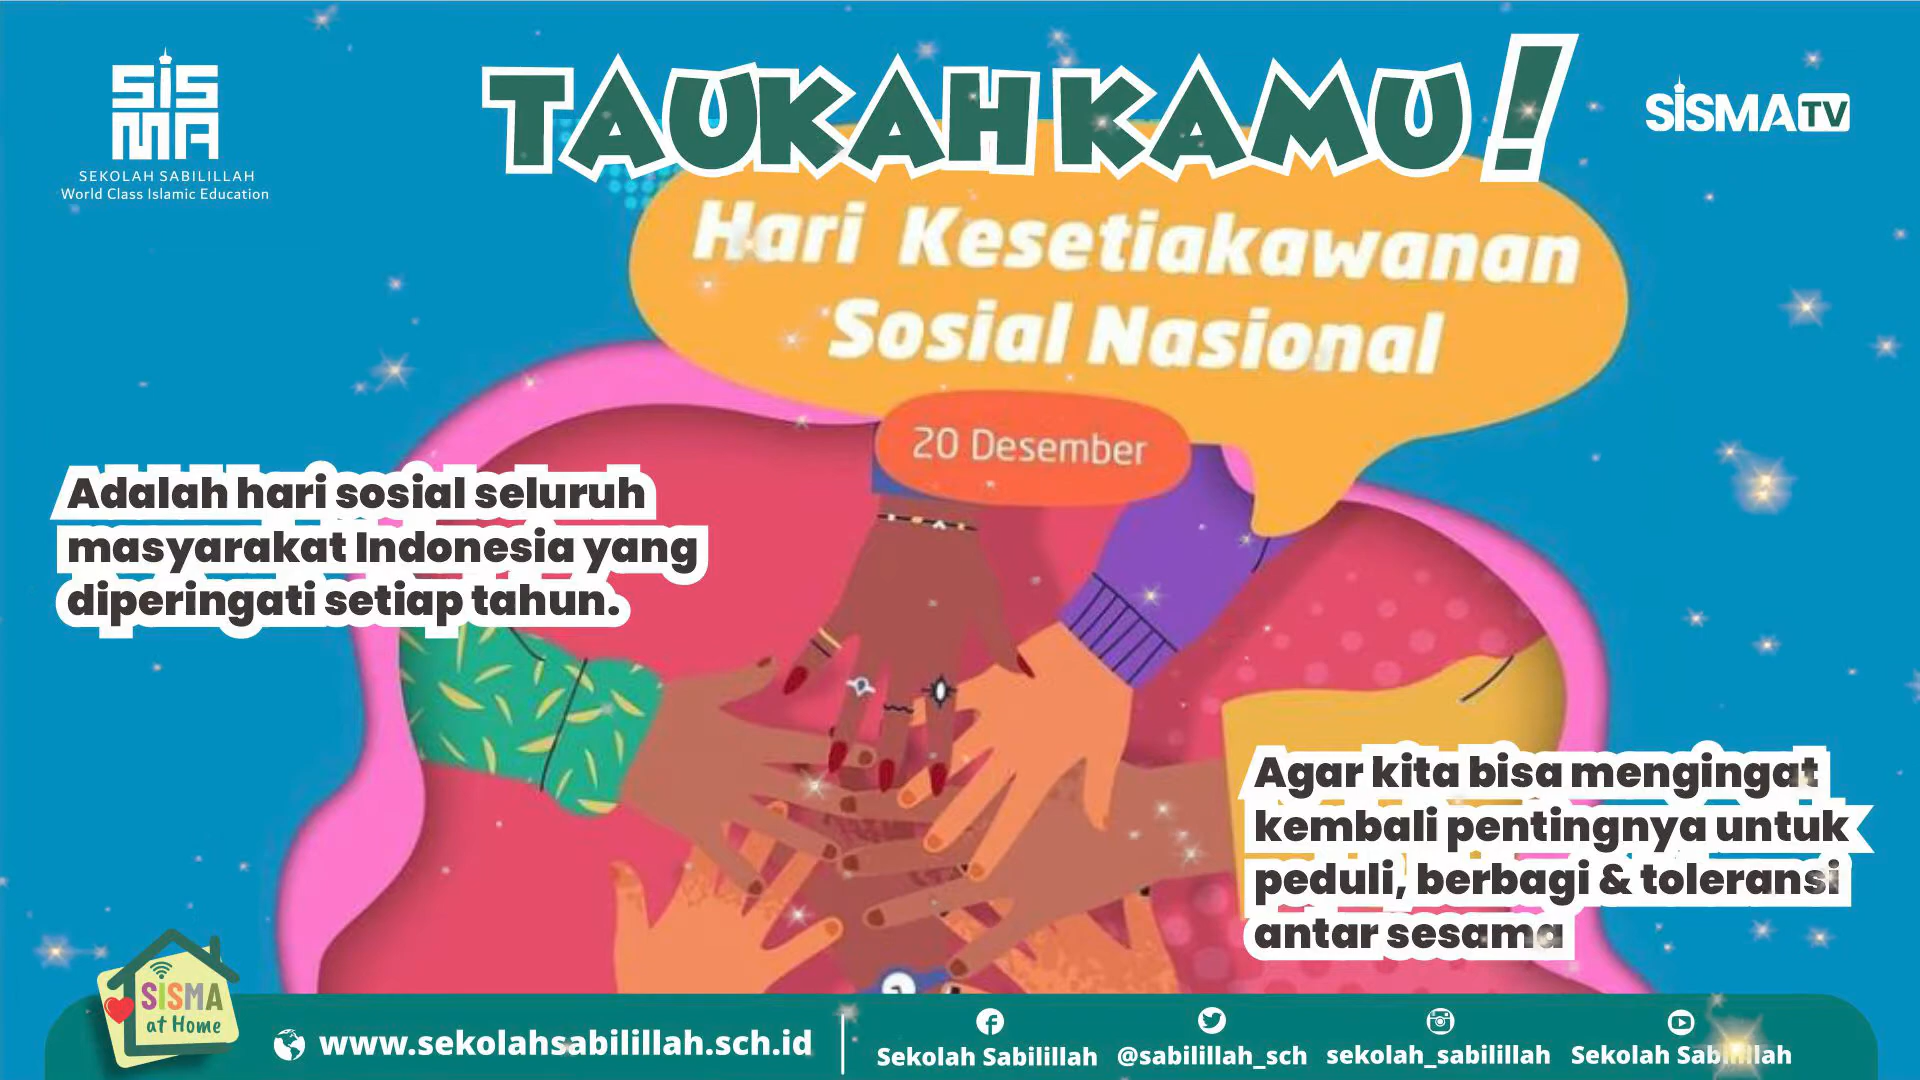 SISMA
SEKOLAH SABILILLAH
World Class Islamic Education
TAUKAH KAMU!
SISMA TV
Hari Kesetiakawanan
Sosial Nasional
20 Desember
Adalah hari sosial seluruh
masyarakat Indonesia yang
diperingati setiap tahun.
Agar kita bisa mengingat
kembali pentingnya untuk
peduli, berbagi & toleransi
antar sesama
SISMA
at Home
www.sekolahsabilillah.sch.id
Sekolah Sabilillah
@sabilillah_sch
sekolah_sabilillah
Sekolah Sabilillah